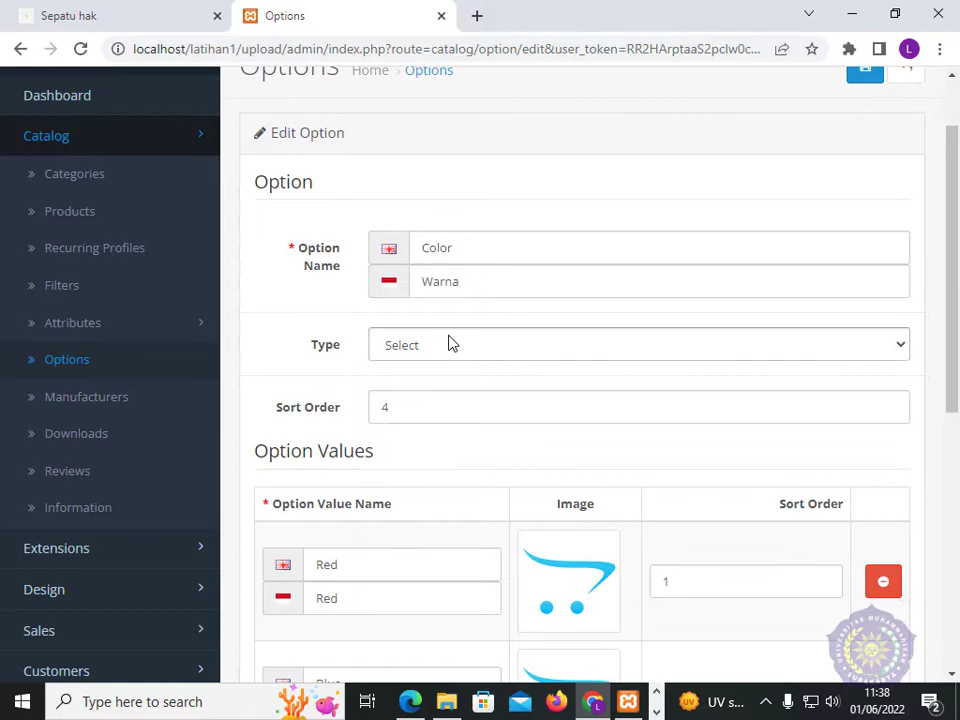 Sepatu hak
Options
localhost/latihan1/upload/admin/index.php?route=catalog/option/edit&user_token=RR2HArptaaS2pclw0c...
L
Options
Home › Options
Dashboard
Catalog
Categories
Products
Recurring Profiles
Filters
Attributes
Options
Manufacturers
Downloads
Reviews
Information
Extensions
Design
Sales
Customers
Edit Option
Option
* Option Name
Color
Warna
Type
Select
Sort Order
4
Option Values
* Option Value Name
Image
Sort Order
Red
Red
1
Blue
Type here to search
UV s...
11:38
01/06/2022
2